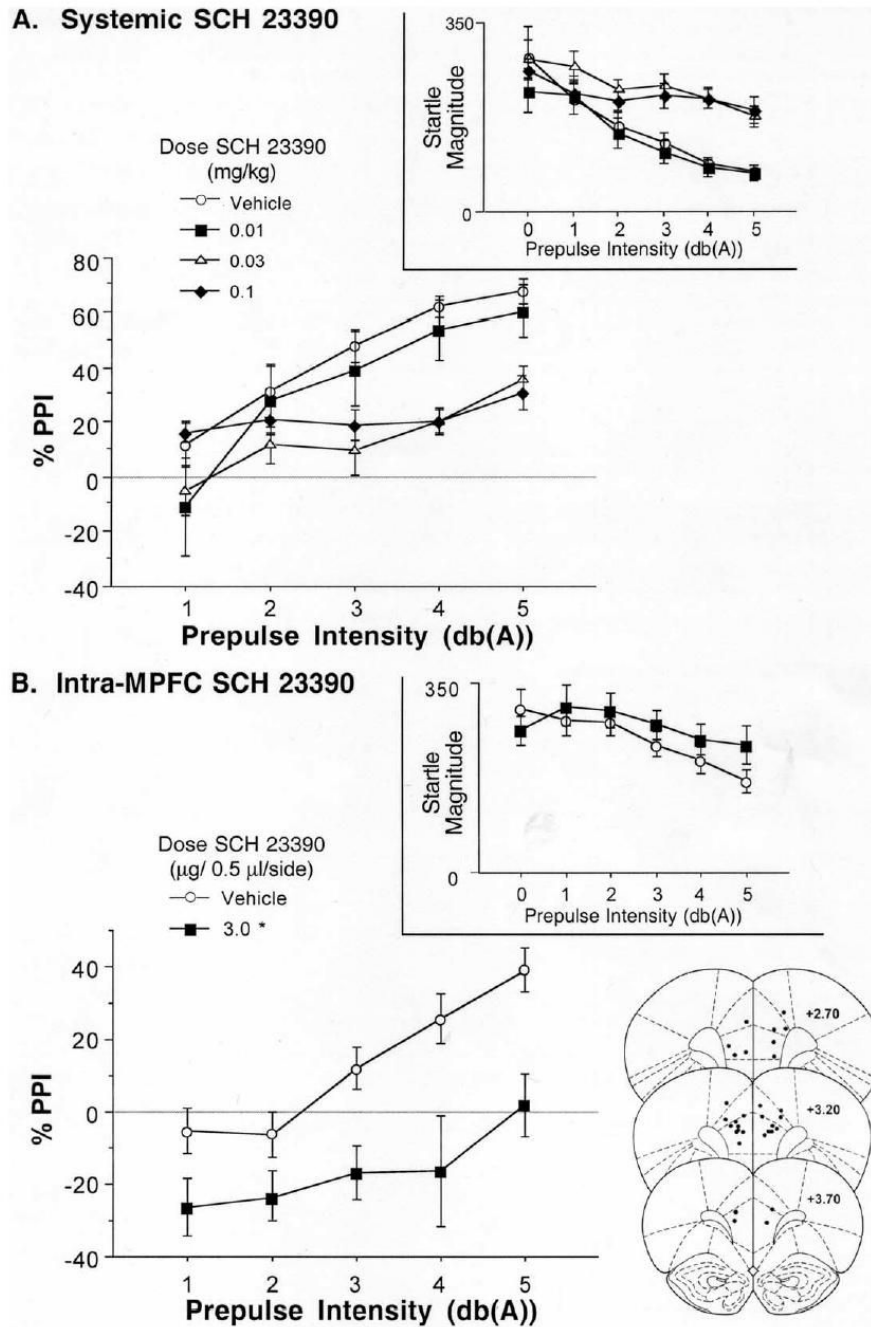 A. Systemic SCH 23390
350
Startle
Magnitude
0
0 1 2 3 4 5
Prepulse Intensity (db(A))
Dose SCH 23390
(mg/kg)
Vehicle
0.01
0.03
0.1
80
60
40
20
0
-20
-40
% PPI
1 2 3 4 5
Prepulse Intensity (db(A))
B. Intra-MPFC SCH 23390
350
Startle
Magnitude
0
0 1 2 3 4 5
Prepulse Intensity (db(A))
Dose SCH 23390
(μg/ 0.5 μl/side)
Vehicle
3.0 *
40
20
0
-20
-40
% PPI
1 2 3 4 5
Prepulse Intensity (db(A))
+2.70
+3.20
+3.70